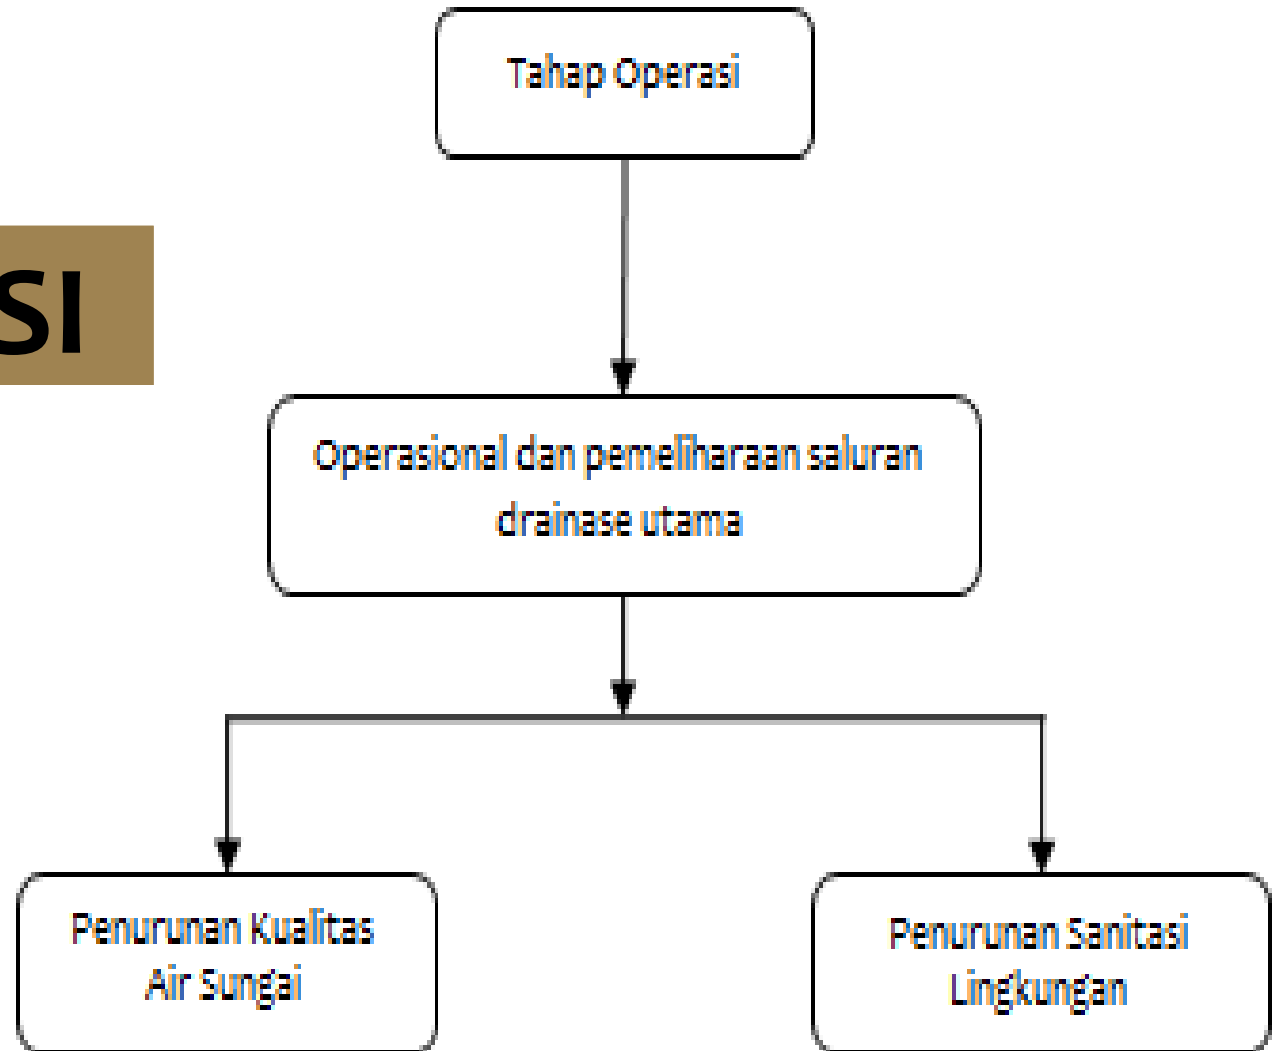 Tahap Operasi
SI
Operasional dan pemeliharaan saluran
drainase utama
Penurunan Kualitas
Air Sungai
Penurunan Sanitasi
Lingkungan